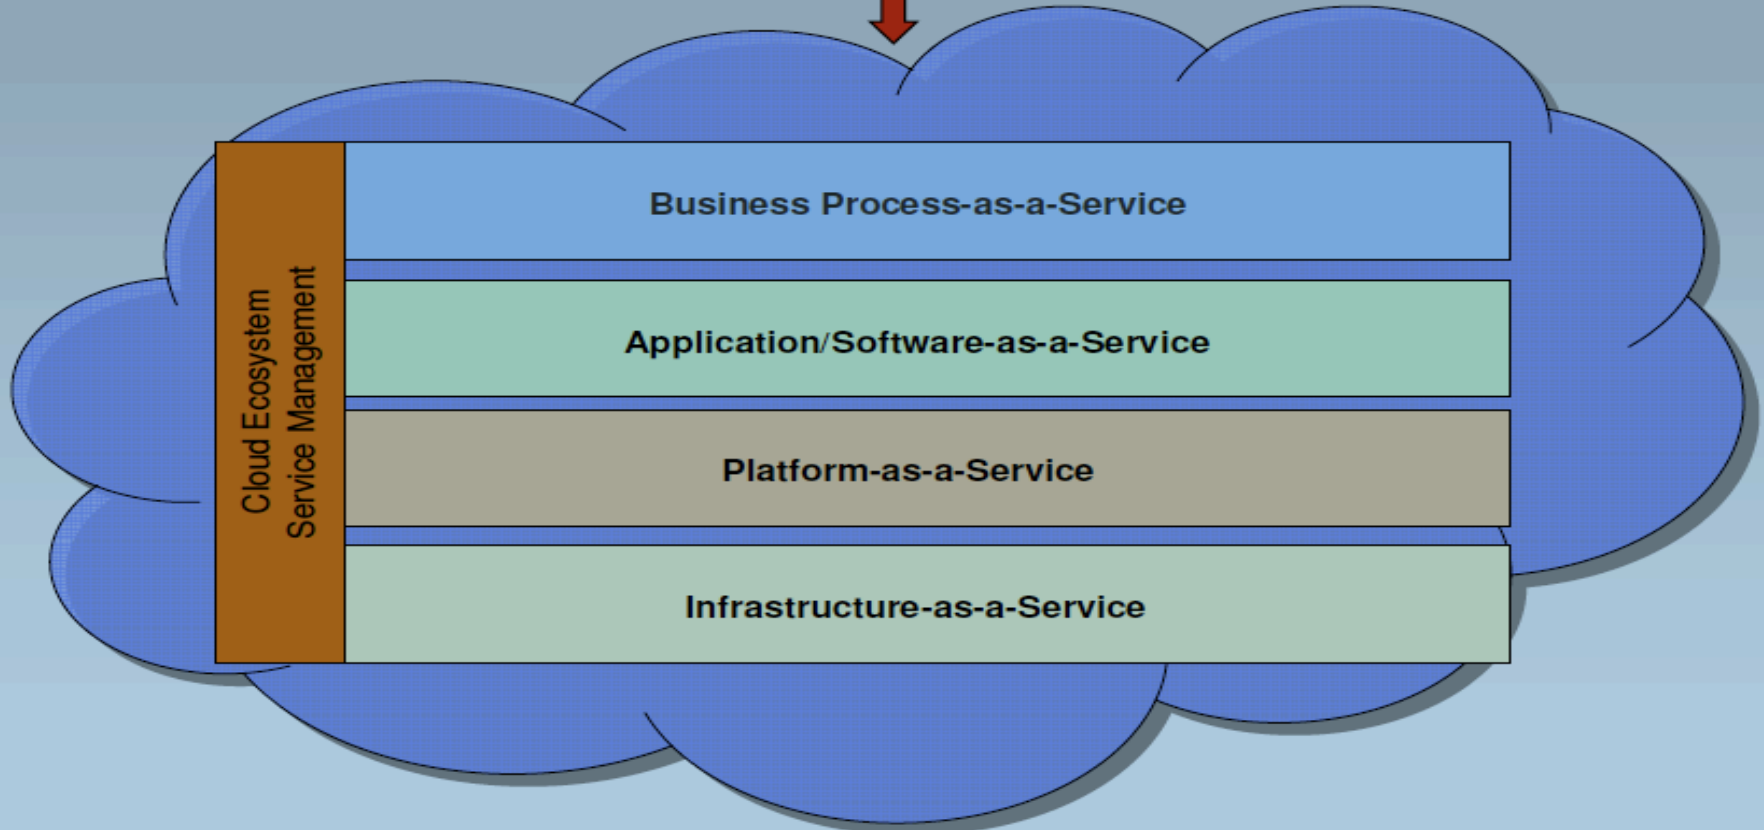 Business Process-as-a-Service
Application/Software-as-a-Service
Platform-as-a-Service
Infrastructure-as-a-Service
Cloud Ecosystem
Service Management